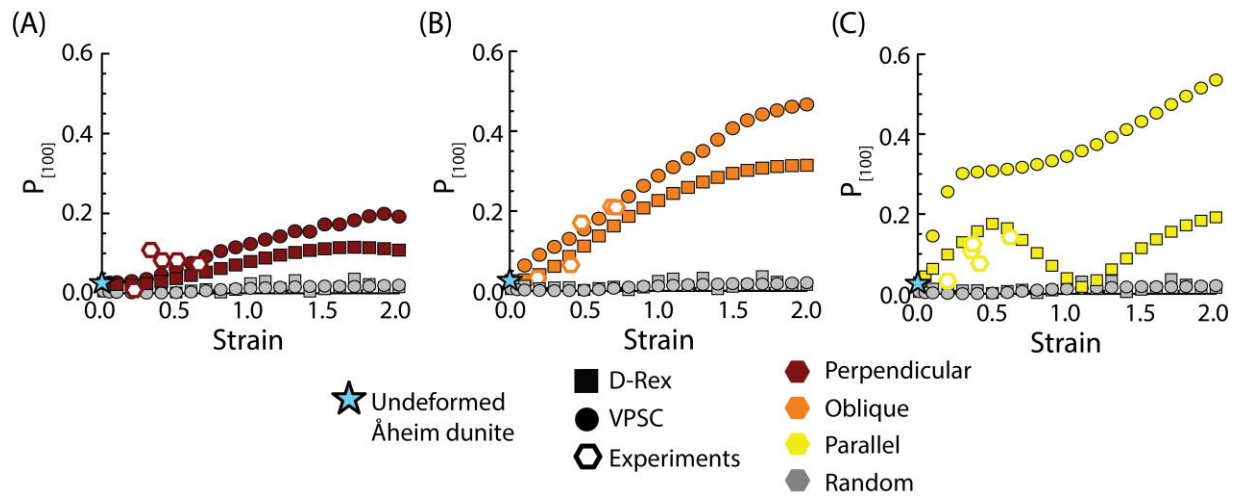 (A)
0.6
0.4
0.2
0.0
P[100]
0.0 0.5 1.0 1.5 2.0
Strain
(B)
0.6
0.4
0.2
0.0
P[100]
0.0 0.5 1.0 1.5 2.0
Strain
(C)
0.6
0.4
0.2
0.0
P[100]
0.0 0.5 1.0 1.5 2.0
Strain
Undeformed
Åheim dunite
D-Rex
VPSC
Experiments
Perpendicular
Oblique
Parallel
Random